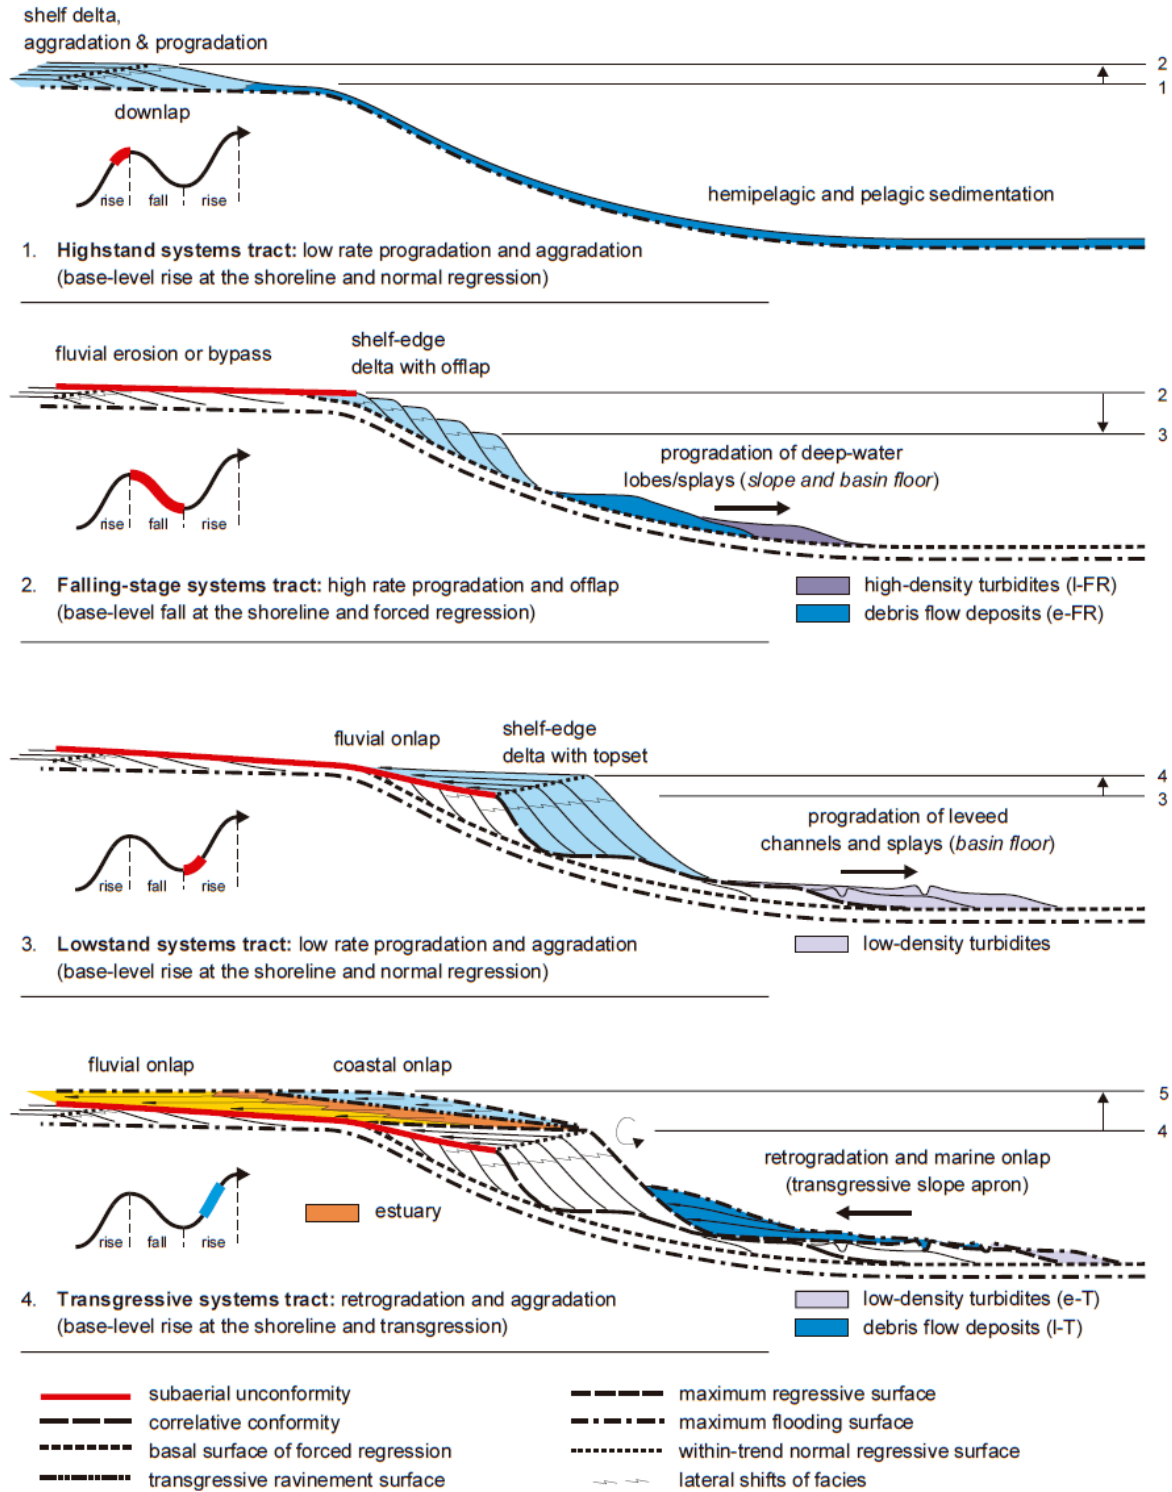 shelf delta,
aggradation & progradation
2
1
downlap
rise
fall
rise
hemipelagic and pelagic sedimentation
1. Highstand systems tract: low rate progradation and aggradation
(base-level rise at the shoreline and normal regression)
fluvial erosion or bypass
shelf-edge
delta with offlap
2
3
progradation of deep-water
lobes/splays (slope and basin floor)
rise
fall
rise
2. Falling-stage systems tract: high rate progradation and offlap
(base-level fall at the shoreline and forced regression)
high-density turbidites (l-FR)
debris flow deposits (e-FR)
fluvial onlap
shelf-edge
delta with topset
4
3
progradation of leveed
channels and splays (basin floor)
rise
fall
rise
3. Lowstand systems tract: low rate progradation and aggradation
(base-level rise at the shoreline and normal regression)
low-density turbidites
fluvial onlap
coastal onlap
5
4
retrogradation and marine onlap
(transgressive slope apron)
estuary
rise
fall
rise
4. Transgressive systems tract: retrogradation and aggradation
(base-level rise at the shoreline and transgression)
low-density turbidites (e-T)
debris flow deposits (l-T)
subaerial unconformity
correlative conformity
basal surface of forced regression
transgressive ravinement surface
maximum regressive surface
maximum flooding surface
within-trend normal regressive surface
lateral shifts of facies